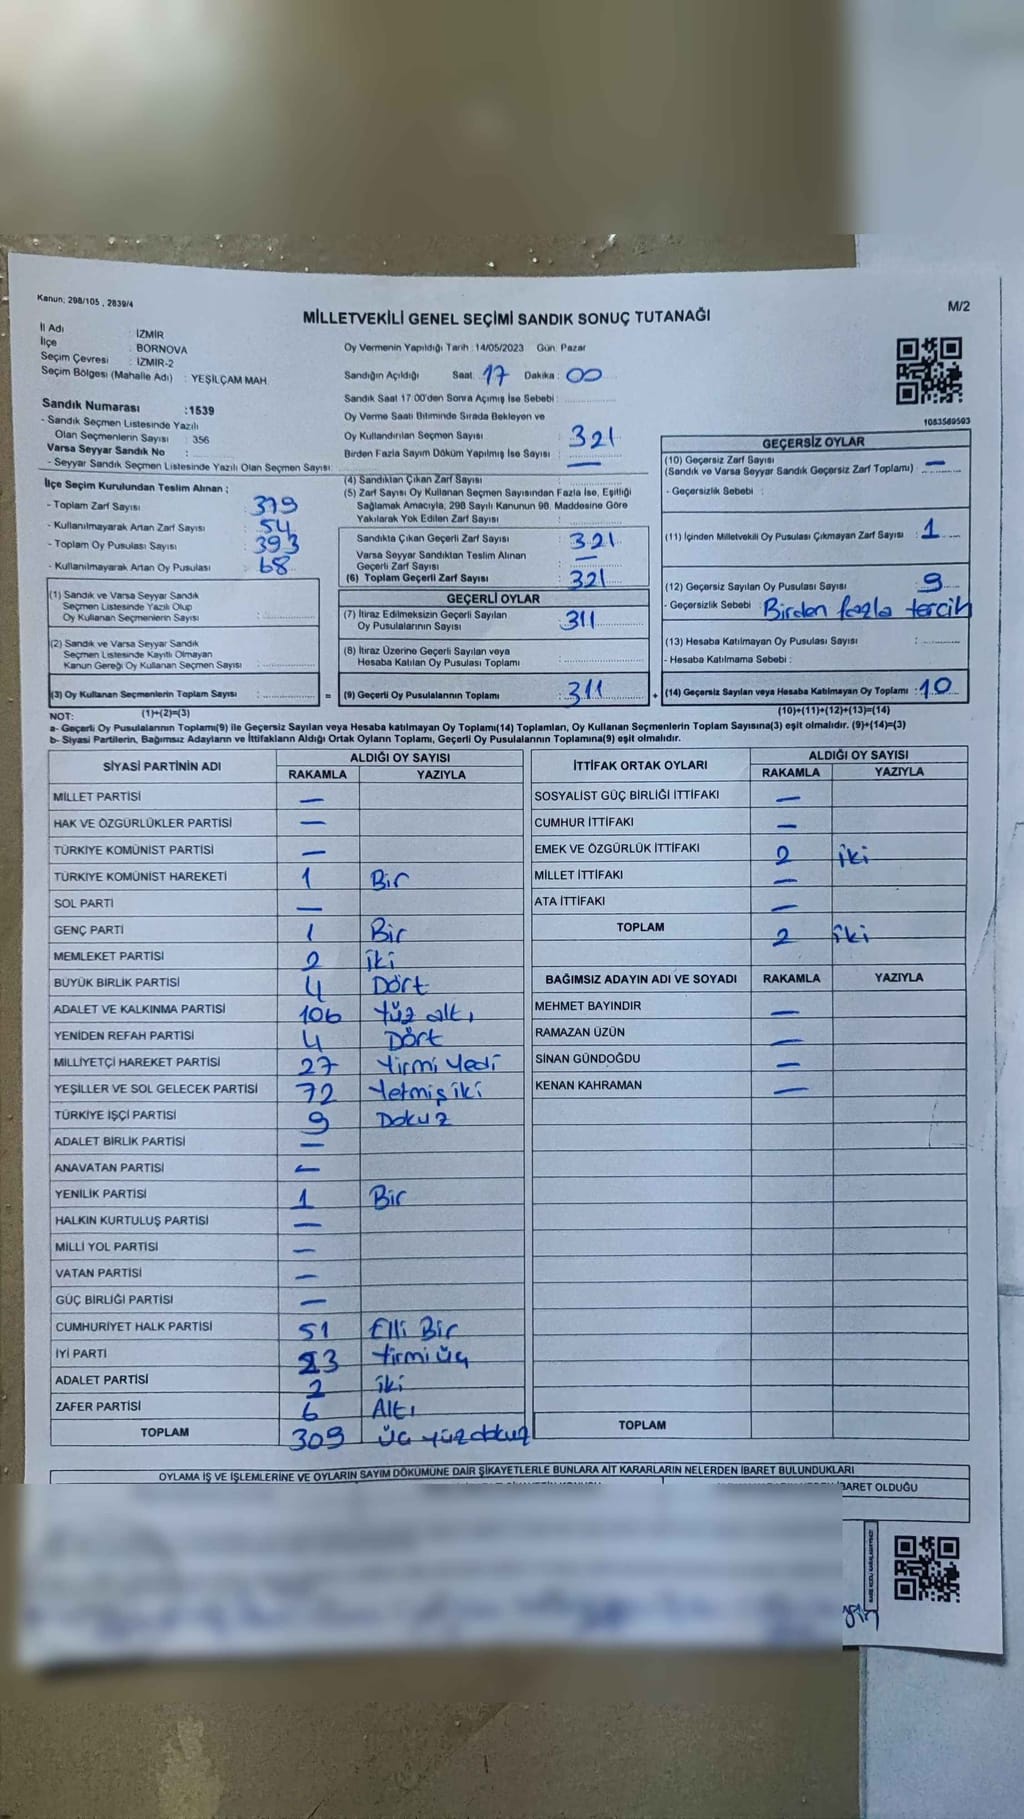 Kanun: 298/105 , 2839/4
M/2
MİLLETVEKİLİ GENEL SEÇİMİ SANDIK SONUÇ TUTANAĞI
İl Adı : İZMİR
İlçe : BORNOVA
Seçim Çevresi : İZMİR-2
Seçim Bölgesi (Mahalle Adı) : YEŞİLÇAM MAH.
Sandık Numarası :1539
- Sandık Seçmen Listesinde Yazılı
Olan Seçmenlerin Sayısı : 356
Varsa Seyyar Sandık No :
- Seyyar Sandık Seçmen Listesinde Yazılı Olan Seçmen Sayısı:
İlçe Seçim Kurulundan Teslim Alınan :
- Toplam Zarf Sayısı 379
- Kullanılmayarak Artan Zarf Sayısı 54
- Toplam Oy Pusulası Sayısı 393
- Kullanılmayarak Artan Oy Pusulası 68
(1) Sandık ve Varsa Seyyar Sandık
Seçmen Listesinde Yazılı Olup
Oy Kullanan Seçmenlerin Sayısı :
(2) Sandık ve Varsa Seyyar Sandık
Seçmen Listesinde Kayıtlı Olmayan
Kanun Gereği Oy Kullanan Seçmen Sayısı :
(3) Oy Kullanan Seçmenlerin Toplam Sayısı :
(1)+(2)=(3)
Oy Vermenin Yapıldığı Tarih :14/05/2023 Gün: Pazar
Sandığın Açıldığı Saat: 17 Dakika: 00
Sandık Saat 17:00'den Sonra Açımış İse Sebebi :
Oy Verme Saati Bitiminde Sırada Bekleyen ve
Oy Kullandırılan Seçmen Sayısı : 321
Birden Fazla Sayım Döküm Yapılmış İse Sayısı : —
(4) Sandıktan Çıkan Zarf Sayısı :
(5) Zarf Sayısı Oy Kullanan Seçmen Sayısından Fazla İse, Eşitliği
Sağlamak Amacıyla, 298 Sayılı Kanunun 98. Maddesine Göre
Yakılarak Yok Edilen Zarf Sayısı :
Sandıkta Çıkan Geçerli Zarf Sayısı : 321
Varsa Seyyar Sandıktan Teslim Alınan
Geçerli Zarf Sayısı : —
(6) Toplam Geçerli Zarf Sayısı : 321
GEÇERLİ OYLAR
(7) İtiraz Edilmeksizin Geçerli Sayılan
Oy Pusulalarının Sayısı : 311
(8) İtiraz Üzerine Geçerli Sayılan veya
Hesaba Katılan Oy Pusulası Toplamı :
= (9) Geçerli Oy Pusulalarının Toplamı : 311 +
1083589503
GEÇERSİZ OYLAR
(10) Geçersiz Zarf Sayısı
(Sandık ve Varsa Seyyar Sandık Geçersiz Zarf Toplamı) : —
- Geçersizlik Sebebi :
(11) İçinden Milletvekili Oy Pusulası Çıkmayan Zarf Sayısı : 1
(12) Geçersiz Sayılan Oy Pusulası Sayısı : 9
- Geçersizlik Sebebi : Birden fazla tercih
(13) Hesaba Katılmayan Oy Pusulası Sayısı :
- Hesaba Katılmama Sebebi :
(14) Geçersiz Sayılan veya Hesaba Katılmayan Oy Toplamı : 10
(10)+(11)+(12)+(13)=(14)
NOT:
a- Geçerli Oy Pusulalarının Toplamı(9) ile Geçersiz Sayılan veya Hesaba katılmayan Oy Toplamı(14) Toplamları, Oy Kullanan Seçmenlerin Toplam Sayısına(3) eşit olmalıdır. (9)+(14)=(3)
b- Siyasi Partilerin, Bağımsız Adayların ve İttifakların Aldığı Ortak Oyların Toplamı, Geçerli Oy Pusulalarının Toplamına(9) eşit olmalıdır.
SİYASİ PARTİNİN ADI ALDIĞI OY SAYISI
RAKAMLA YAZIYLA
MİLLET PARTİSİ —
HAK VE ÖZGÜRLÜKLER PARTİSİ —
TÜRKİYE KOMÜNİST PARTİSİ —
TÜRKİYE KOMÜNİST HAREKETİ 1 Bir
SOL PARTİ —
GENÇ PARTİ 1 Bir
MEMLEKET PARTİSİ 2 İki
BÜYÜK BİRLİK PARTİSİ 4 Dört
ADALET VE KALKINMA PARTİSİ 106 Yüz altı
YENİDEN REFAH PARTİSİ 4 Dört
MİLLİYETÇİ HAREKET PARTİSİ 27 Yirmi Yedi
YEŞİLLER VE SOL GELECEK PARTİSİ 72 Yetmiş iki
TÜRKİYE İŞÇİ PARTİSİ 9 Dokuz
ADALET BİRLİK PARTİSİ —
ANAVATAN PARTİSİ —
YENİLİK PARTİSİ 1 Bir
HALKIN KURTULUŞ PARTİSİ —
MİLLİ YOL PARTİSİ —
VATAN PARTİSİ —
GÜÇ BİRLİĞİ PARTİSİ —
CUMHURİYET HALK PARTİSİ 51 Elli Bir
İYİ PARTİ 23 Yirmi üç
ADALET PARTİSİ 2 iki
ZAFER PARTİSİ 6 Altı
TOPLAM 309 üç yüz dokuz
İTTİFAK ORTAK OYLARI ALDIĞI OY SAYISI
RAKAMLA YAZIYLA
SOSYALİST GÜÇ BİRLİĞİ İTTİFAKI —
CUMHUR İTTİFAKI —
EMEK VE ÖZGÜRLÜK İTTİFAKI 2 İki
MİLLET İTTİFAKI —
ATA İTTİFAKI —
TOPLAM 2 İki
BAĞIMSIZ ADAYIN ADI VE SOYADI RAKAMLA YAZIYLA
MEHMET BAYINDIR —
RAMAZAN ÜZÜN —
SİNAN GÜNDOĞDU —
KENAN KAHRAMAN —
TOPLAM
OYLAMA İŞ VE İŞLEMLERİNE VE OYLARIN SAYIM DÖKÜMÜNE DAİR ŞİKAYETLERLE BUNLARA AİT KARARLARIN NELERDEN İBARET BULUNDUKLARI
İBARET OLDUĞU